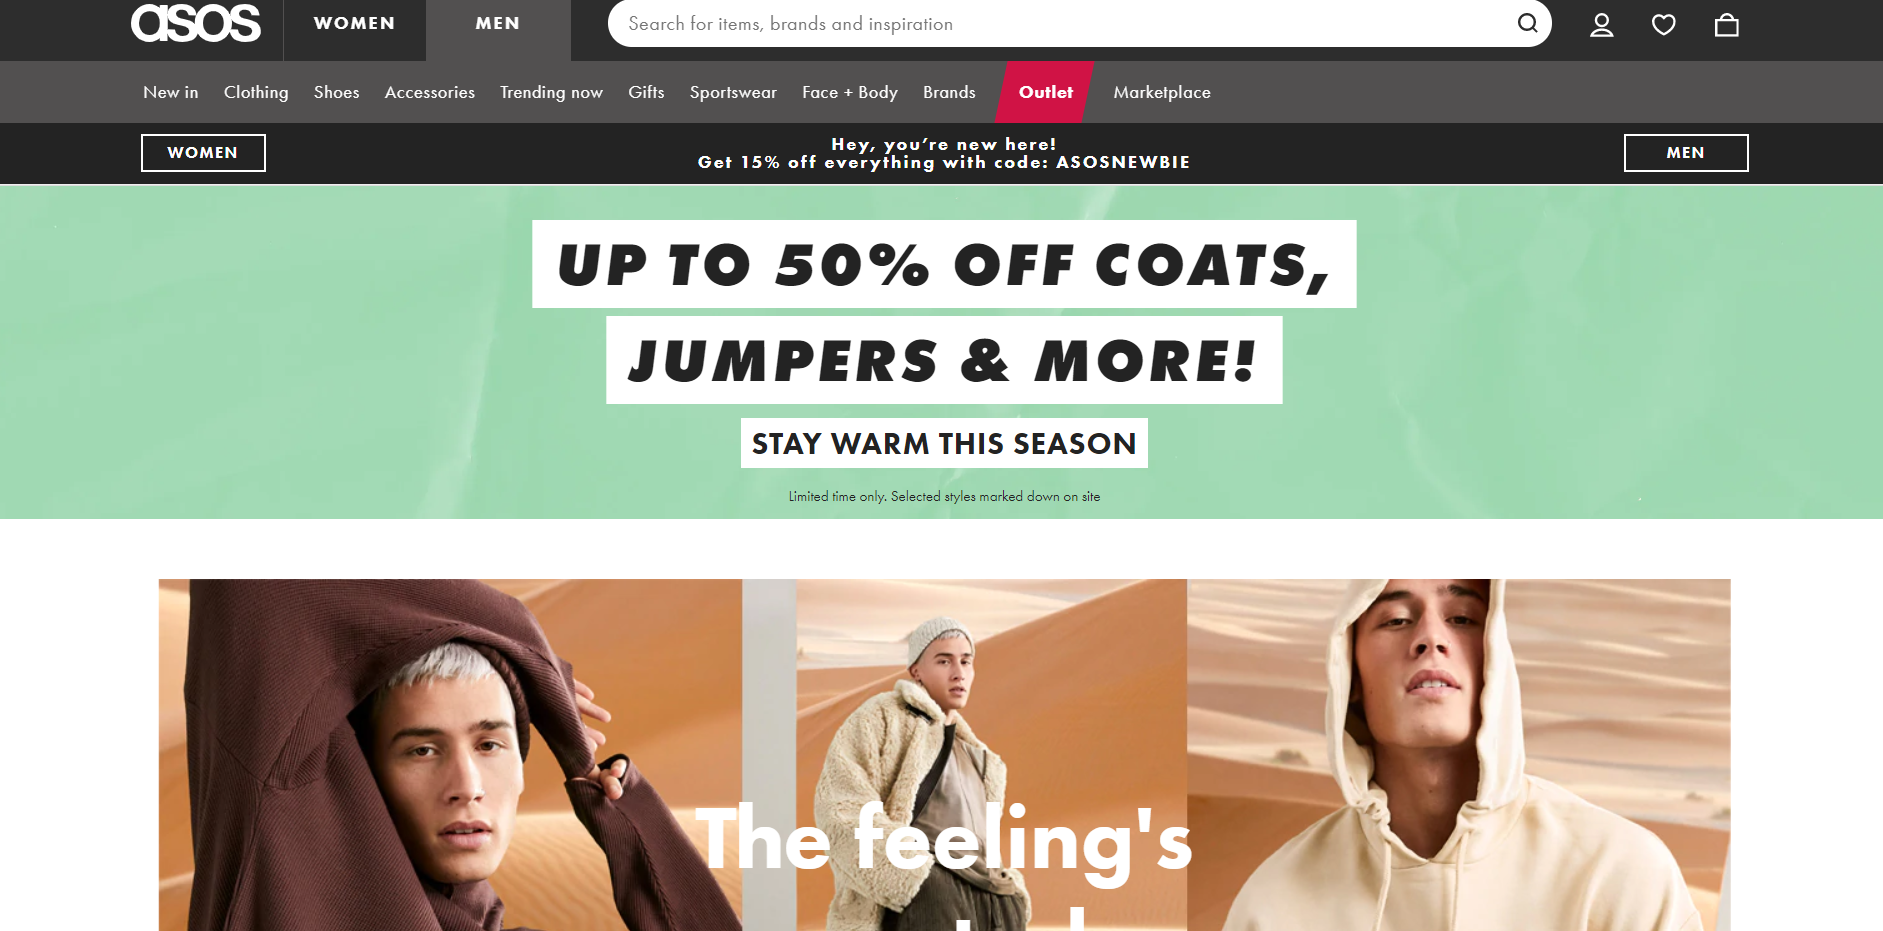 asos
WOMEN
MEN
Search for items, brands and inspiration
New in
Clothing
Shoes
Accessories
Trending now
Gifts
Sportswear
Face + Body
Brands
Outlet
Marketplace
WOMEN
Hey, you're new here!
Get 15% off everything with code: ASOSNEWBIE
MEN
UP TO 50% OFF COATS,
JUMPERS & MORE!
STAY WARM THIS SEASON
Limited time only. Selected styles marked down on site
The feeling's